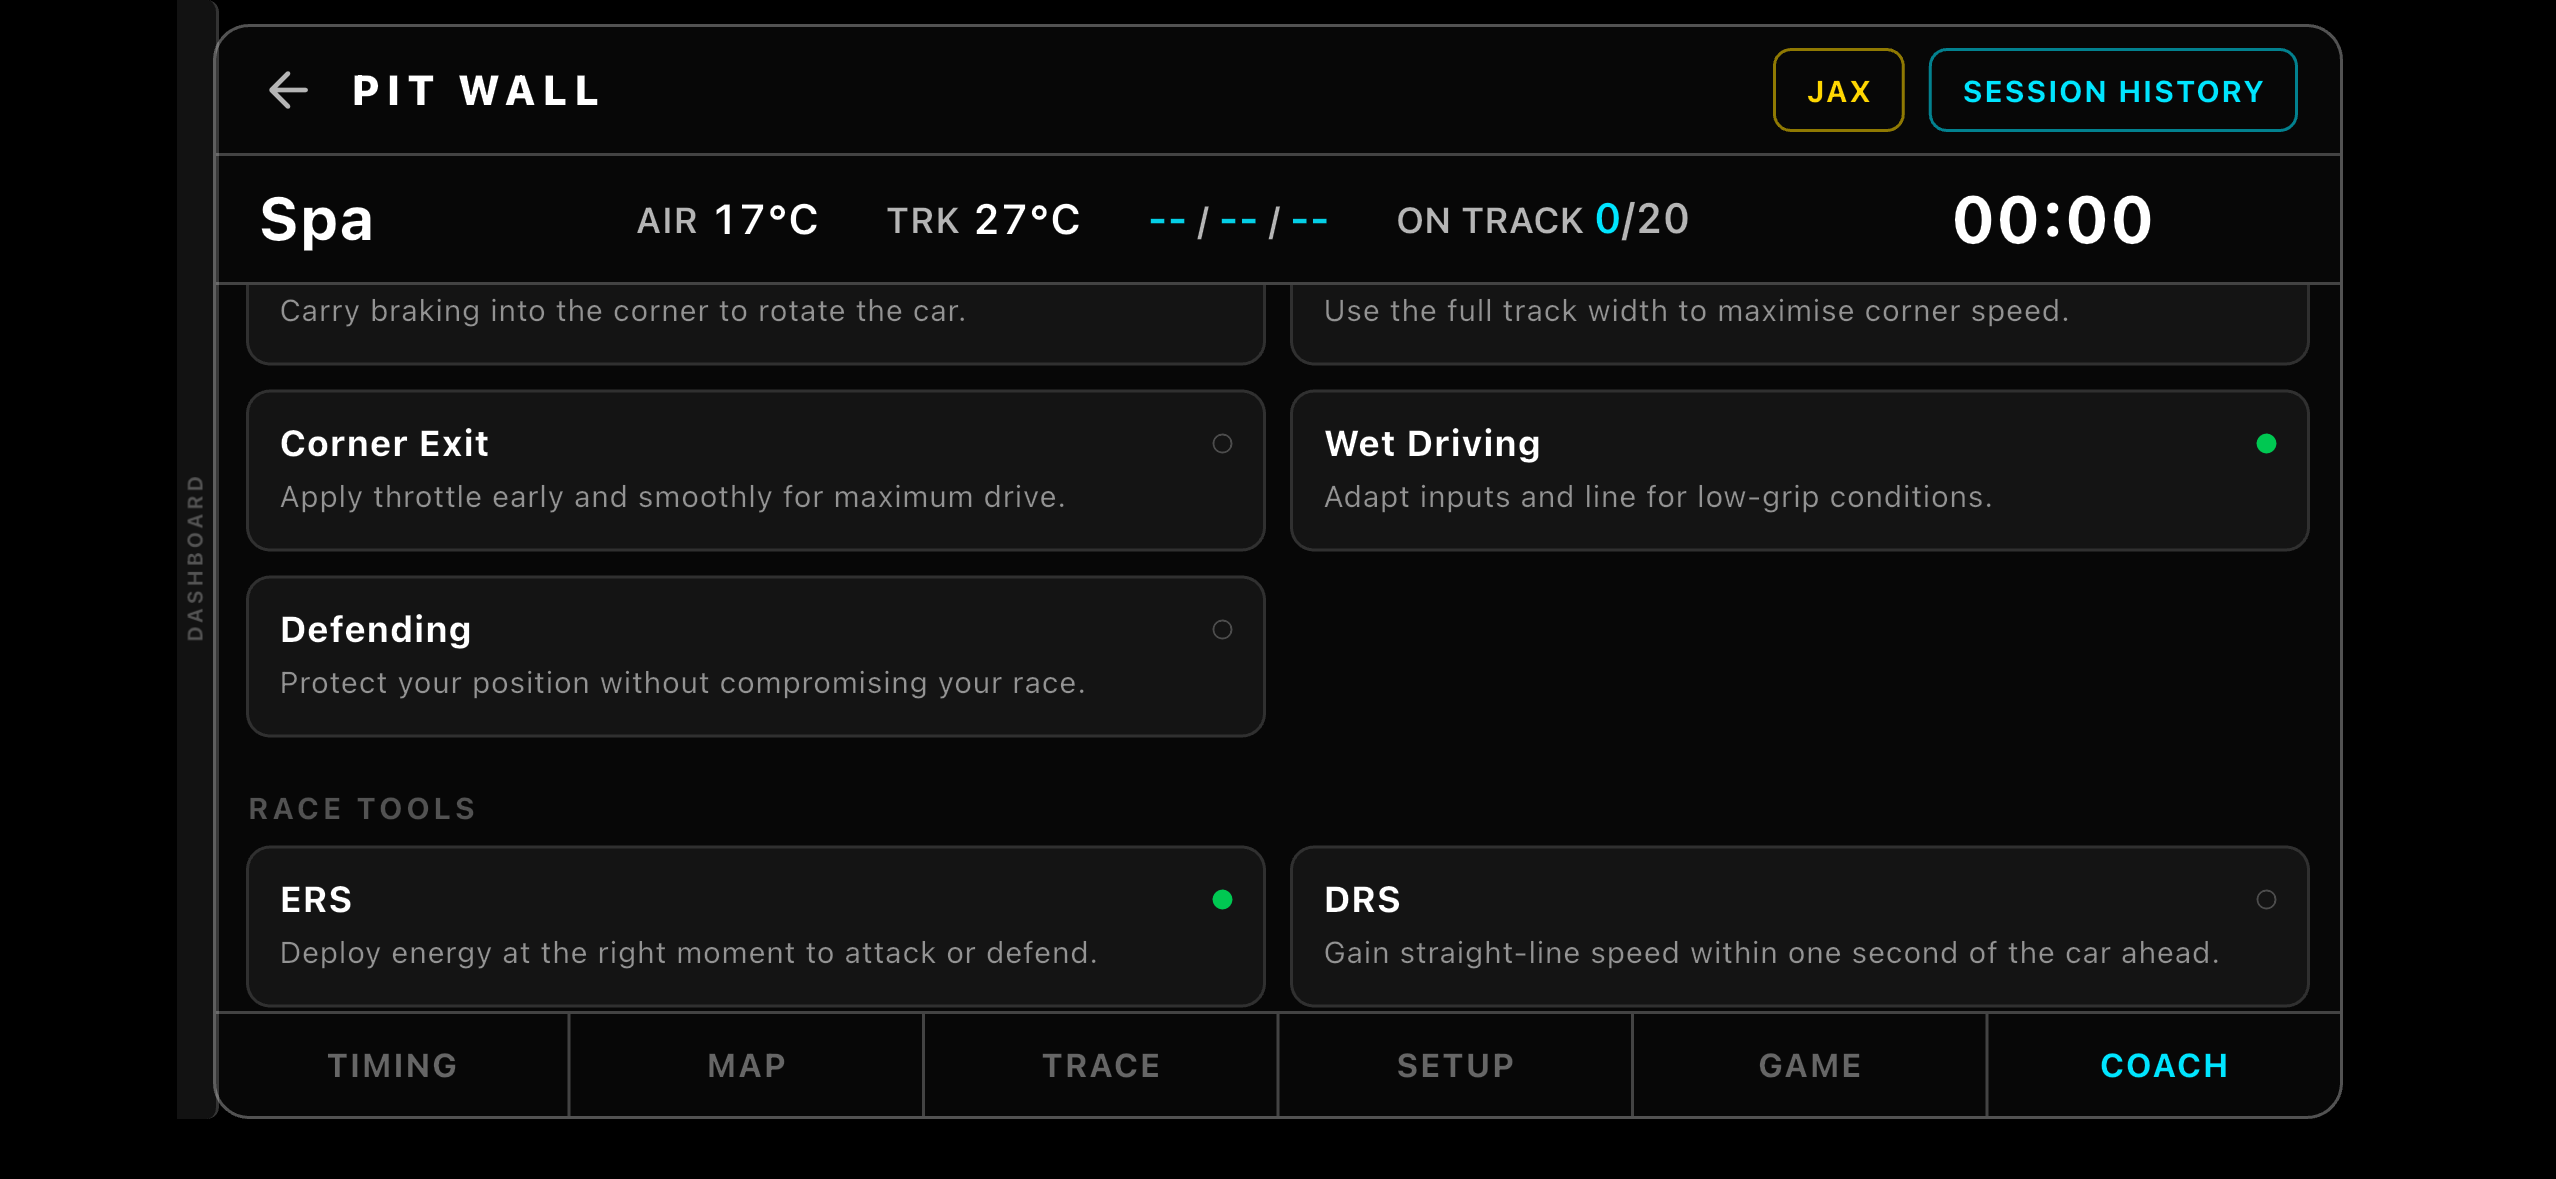 PIT WALL
JAX
SESSION HISTORY
Spa
AIR 17°C
TRK 27°C
--/--/--
ON TRACK 0/20
00:00
DASHBOARD
Carry braking into the corner to rotate the car.
Use the full track width to maximise corner speed.
Corner Exit
Apply throttle early and smoothly for maximum drive.
Wet Driving
Adapt inputs and line for low-grip conditions.
Defending
Protect your position without compromising your race.
RACE TOOLS
ERS
Deploy energy at the right moment to attack or defend.
DRS
Gain straight-line speed within one second of the car ahead.
TIMING
MAP
TRACE
SETUP
GAME
COACH